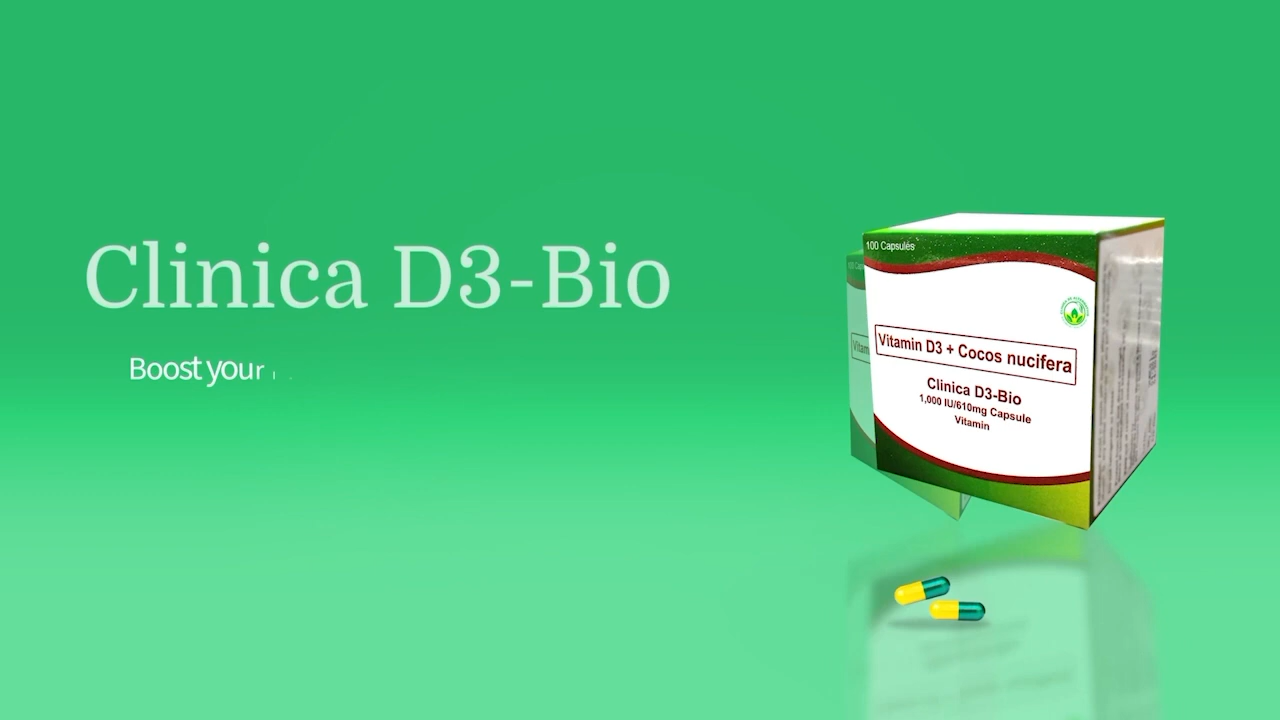 Clinica D3-Bio
Boost your
100 Capsules
Vitamin D3 + Cocos nucifera
Clinica D3-Bio
1,000 IU/610mg Capsule
Vitamin